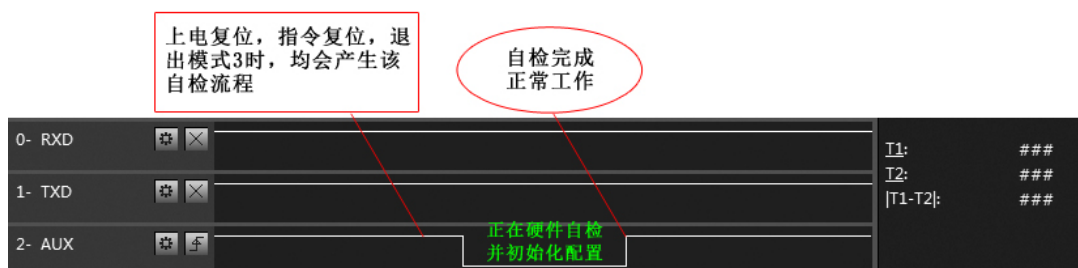 上电复位，指令复位，退
出模式3时，均会产生该
自检流程
自检完成
正常工作
0- RXD
1- TXD
2- AUX
正在硬件自检
并初始化配置
T1: ###
T2: ###
|T1-T2|: ###